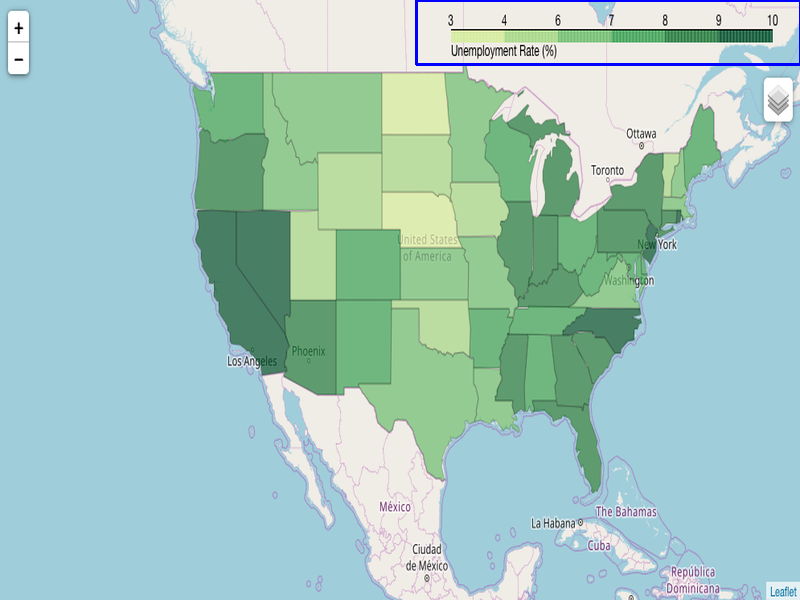 +
−
3 4 6 7 8 9 10
Unemployment Rate (%)
Ottawa
Toronto
United States
of America
New York
Washington
Los Angeles
Phoenix
México
Ciudad
de México
La Habana
The Bahamas
Cuba
República
Dominicana
Leaflet